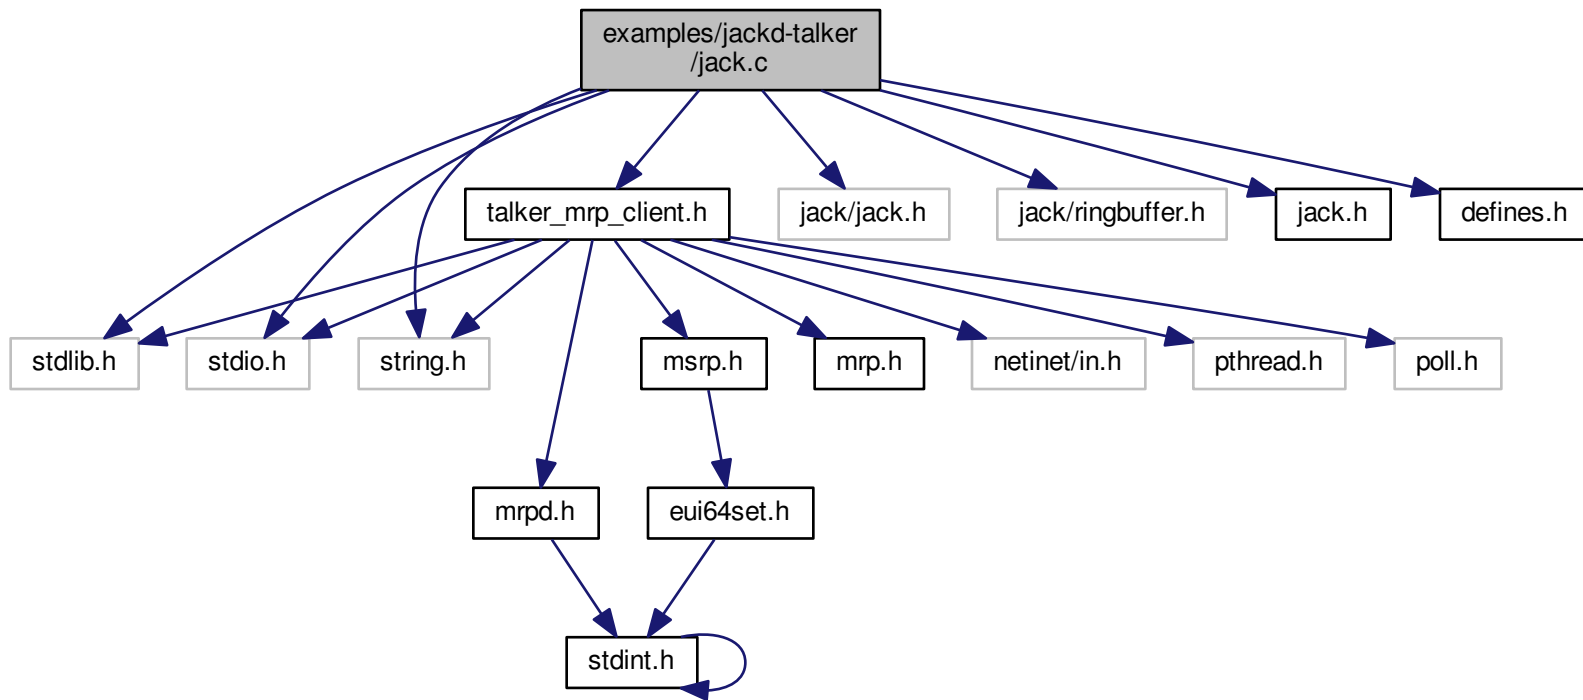 examples/jackd-talker
/jack.c
talker_mrp_client.h
jack/jack.h
jack/ringbuffer.h
jack.h
defines.h
stdlib.h
stdio.h
string.h
msrp.h
mrp.h
netinet/in.h
pthread.h
poll.h
mrpd.h
eui64set.h
stdint.h